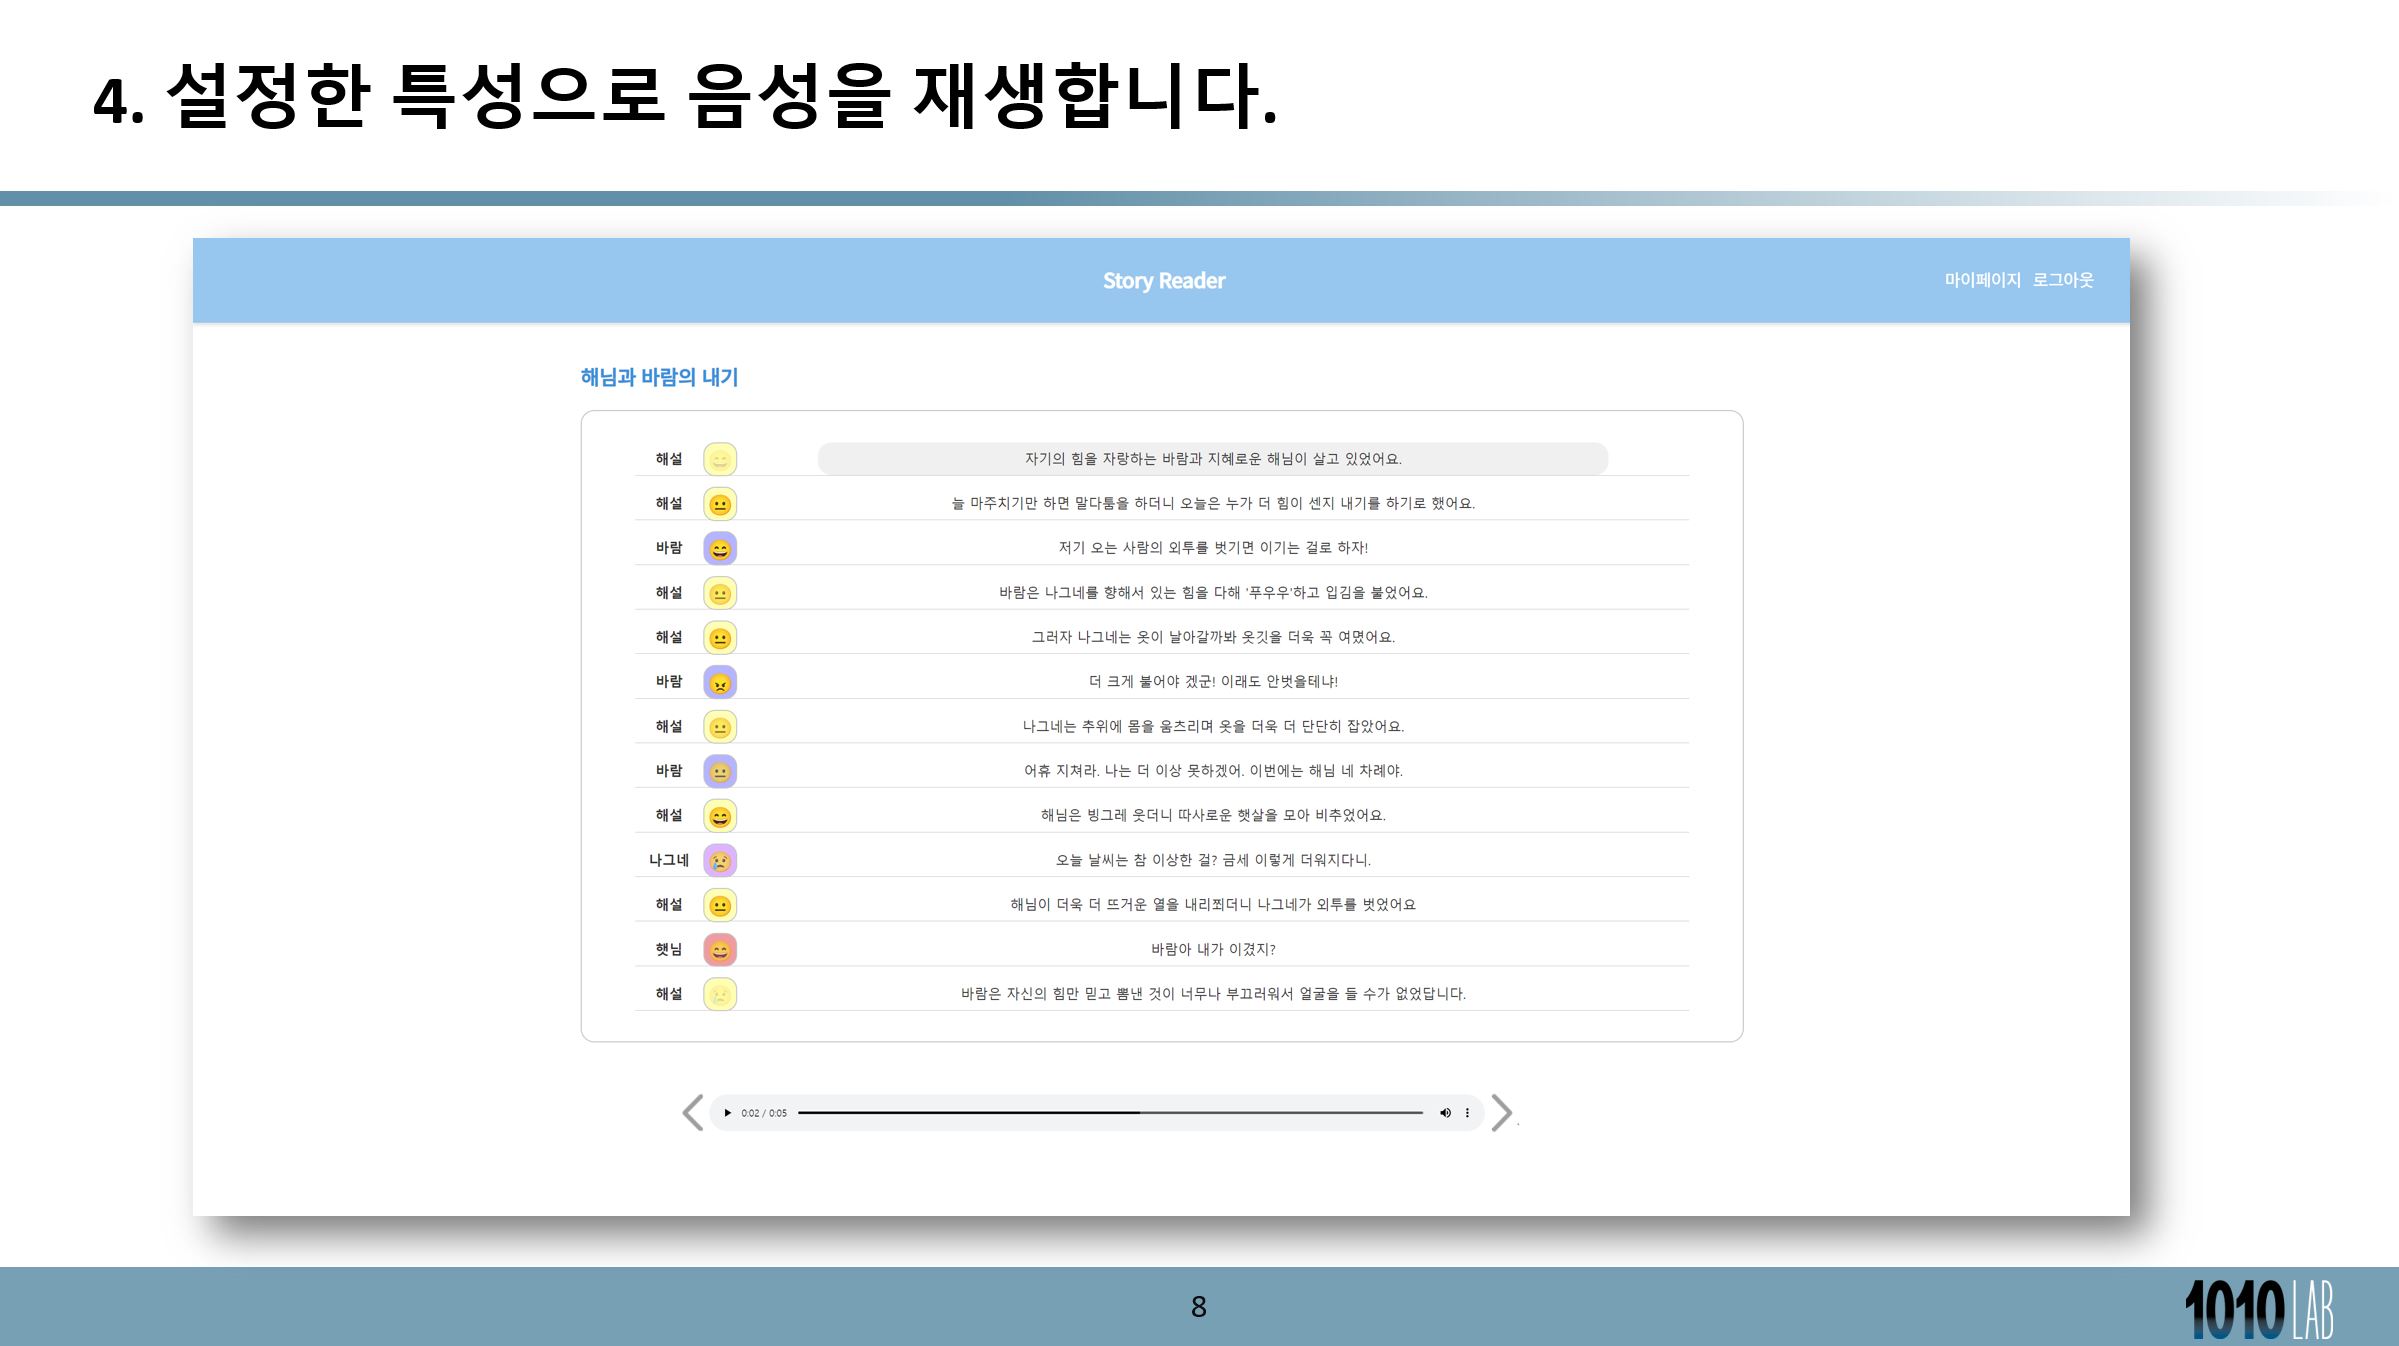 4. 설정한 특성으로 음성을 재생합니다.
Story Reader
마이페이지 로그아웃
해님과 바람의 내기
해설 자기의 힘을 자랑하는 바람과 지혜로운 해님이 살고 있었어요.
해설 늘 마주치기만 하면 말다툼을 하더니 오늘은 누가 더 힘이 센지 내기를 하기로 했어요.
바람 저기 오는 사람의 외투를 벗기면 이기는 걸로 하자!
해설 바람은 나그네를 향해서 있는 힘을 다해 '푸우우'하고 입김을 불었어요.
해설 그러자 나그네는 옷이 날아갈까봐 옷깃을 더욱 꼭 여몄어요.
바람 더 크게 불어야 겠군! 이래도 안벗을테냐!
해설 나그네는 추위에 몸을 움츠리며 옷을 더욱 더 단단히 잡았어요.
바람 어휴 지쳐라. 나는 더 이상 못하겠어. 이번에는 해님 네 차례야.
해설 해님은 빙그레 웃더니 따사로운 햇살을 모아 비추었어요.
나그네 오늘 날씨는 참 이상한 걸? 금세 이렇게 더워지다니.
해설 해님이 더욱 더 뜨거운 열을 내리쬐더니 나그네가 외투를 벗었어요
햇님 바람아 내가 이겼지?
해설 바람은 자신의 힘만 믿고 뽐낸 것이 너무나 부끄러워서 얼굴을 들 수가 없었답니다.
0:02 / 0:05
8
1010 LAB